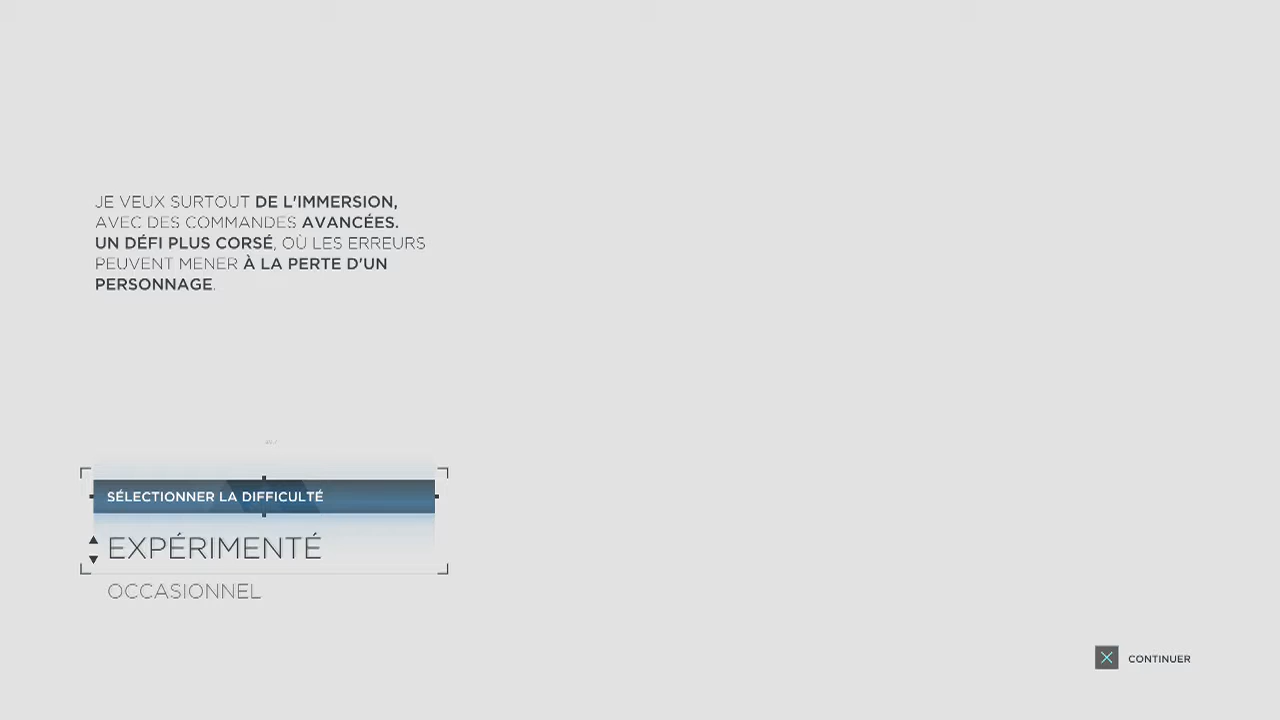 JE VEUX SURTOUT DE L'IMMERSION,
AVEC DES COMMANDES AVANCÉES.
UN DÉFI PLUS CORSÉ, OÙ LES ERREURS
PEUVENT MENER À LA PERTE D'UN
PERSONNAGE.
SÉLECTIONNER LA DIFFICULTÉ
EXPÉRIMENTÉ
OCCASIONNEL
CONTINUER